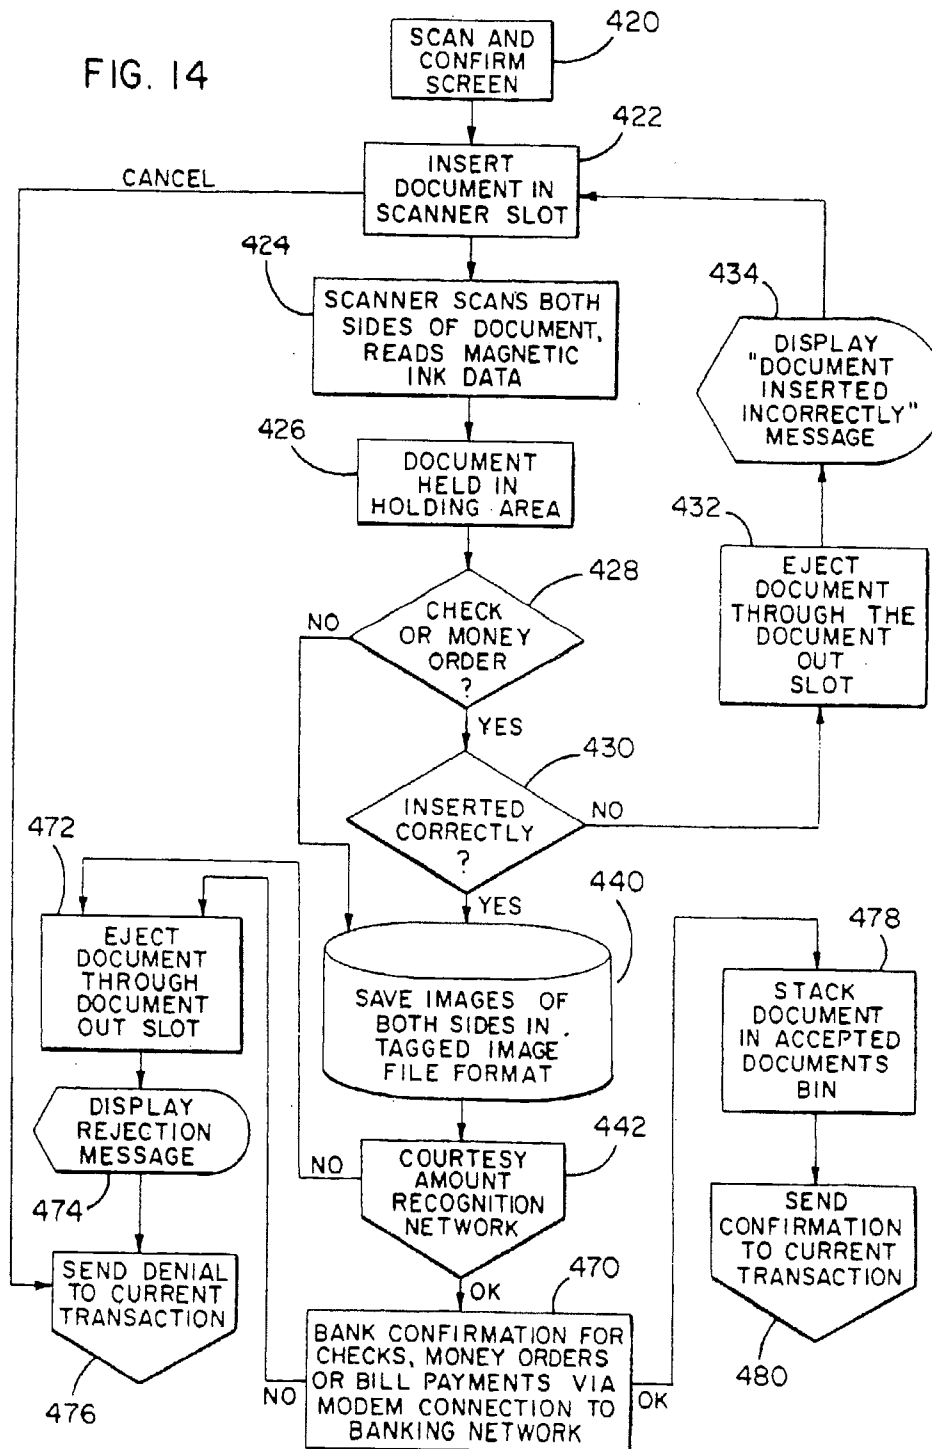 FIG. 14
420
SCAN AND
CONFIRM
SCREEN
422
INSERT
DOCUMENT IN
SCANNER SLOT
CANCEL
424
SCANNER SCANS BOTH
SIDES OF DOCUMENT,
READS MAGNETIC
INK DATA
426
DOCUMENT
HELD IN
HOLDING AREA
428
CHECK
OR MONEY
ORDER
?
NO
YES
430
INSERTED
CORRECTLY
?
NO
YES
432
EJECT
DOCUMENT
THROUGH THE
DOCUMENT
OUT
SLOT
434
DISPLAY
"DOCUMENT
INSERTED
INCORRECTLY"
MESSAGE
440
SAVE IMAGES OF
BOTH SIDES IN
TAGGED IMAGE
FILE FORMAT
442
COURTESY
AMOUNT
RECOGNITION
NETWORK
NO
OK
470
BANK CONFIRMATION FOR
CHECKS, MONEY ORDERS
OR BILL PAYMENTS VIA
MODEM CONNECTION TO
BANKING NETWORK
NO
OK
472
EJECT
DOCUMENT
THROUGH
DOCUMENT
OUT SLOT
DISPLAY
REJECTION
MESSAGE
474
SEND DENIAL
TO CURRENT
TRANSACTION
476
478
STACK
DOCUMENT
IN ACCEPTED
DOCUMENTS
BIN
SEND
CONFIRMATION
TO CURRENT
TRANSACTION
480